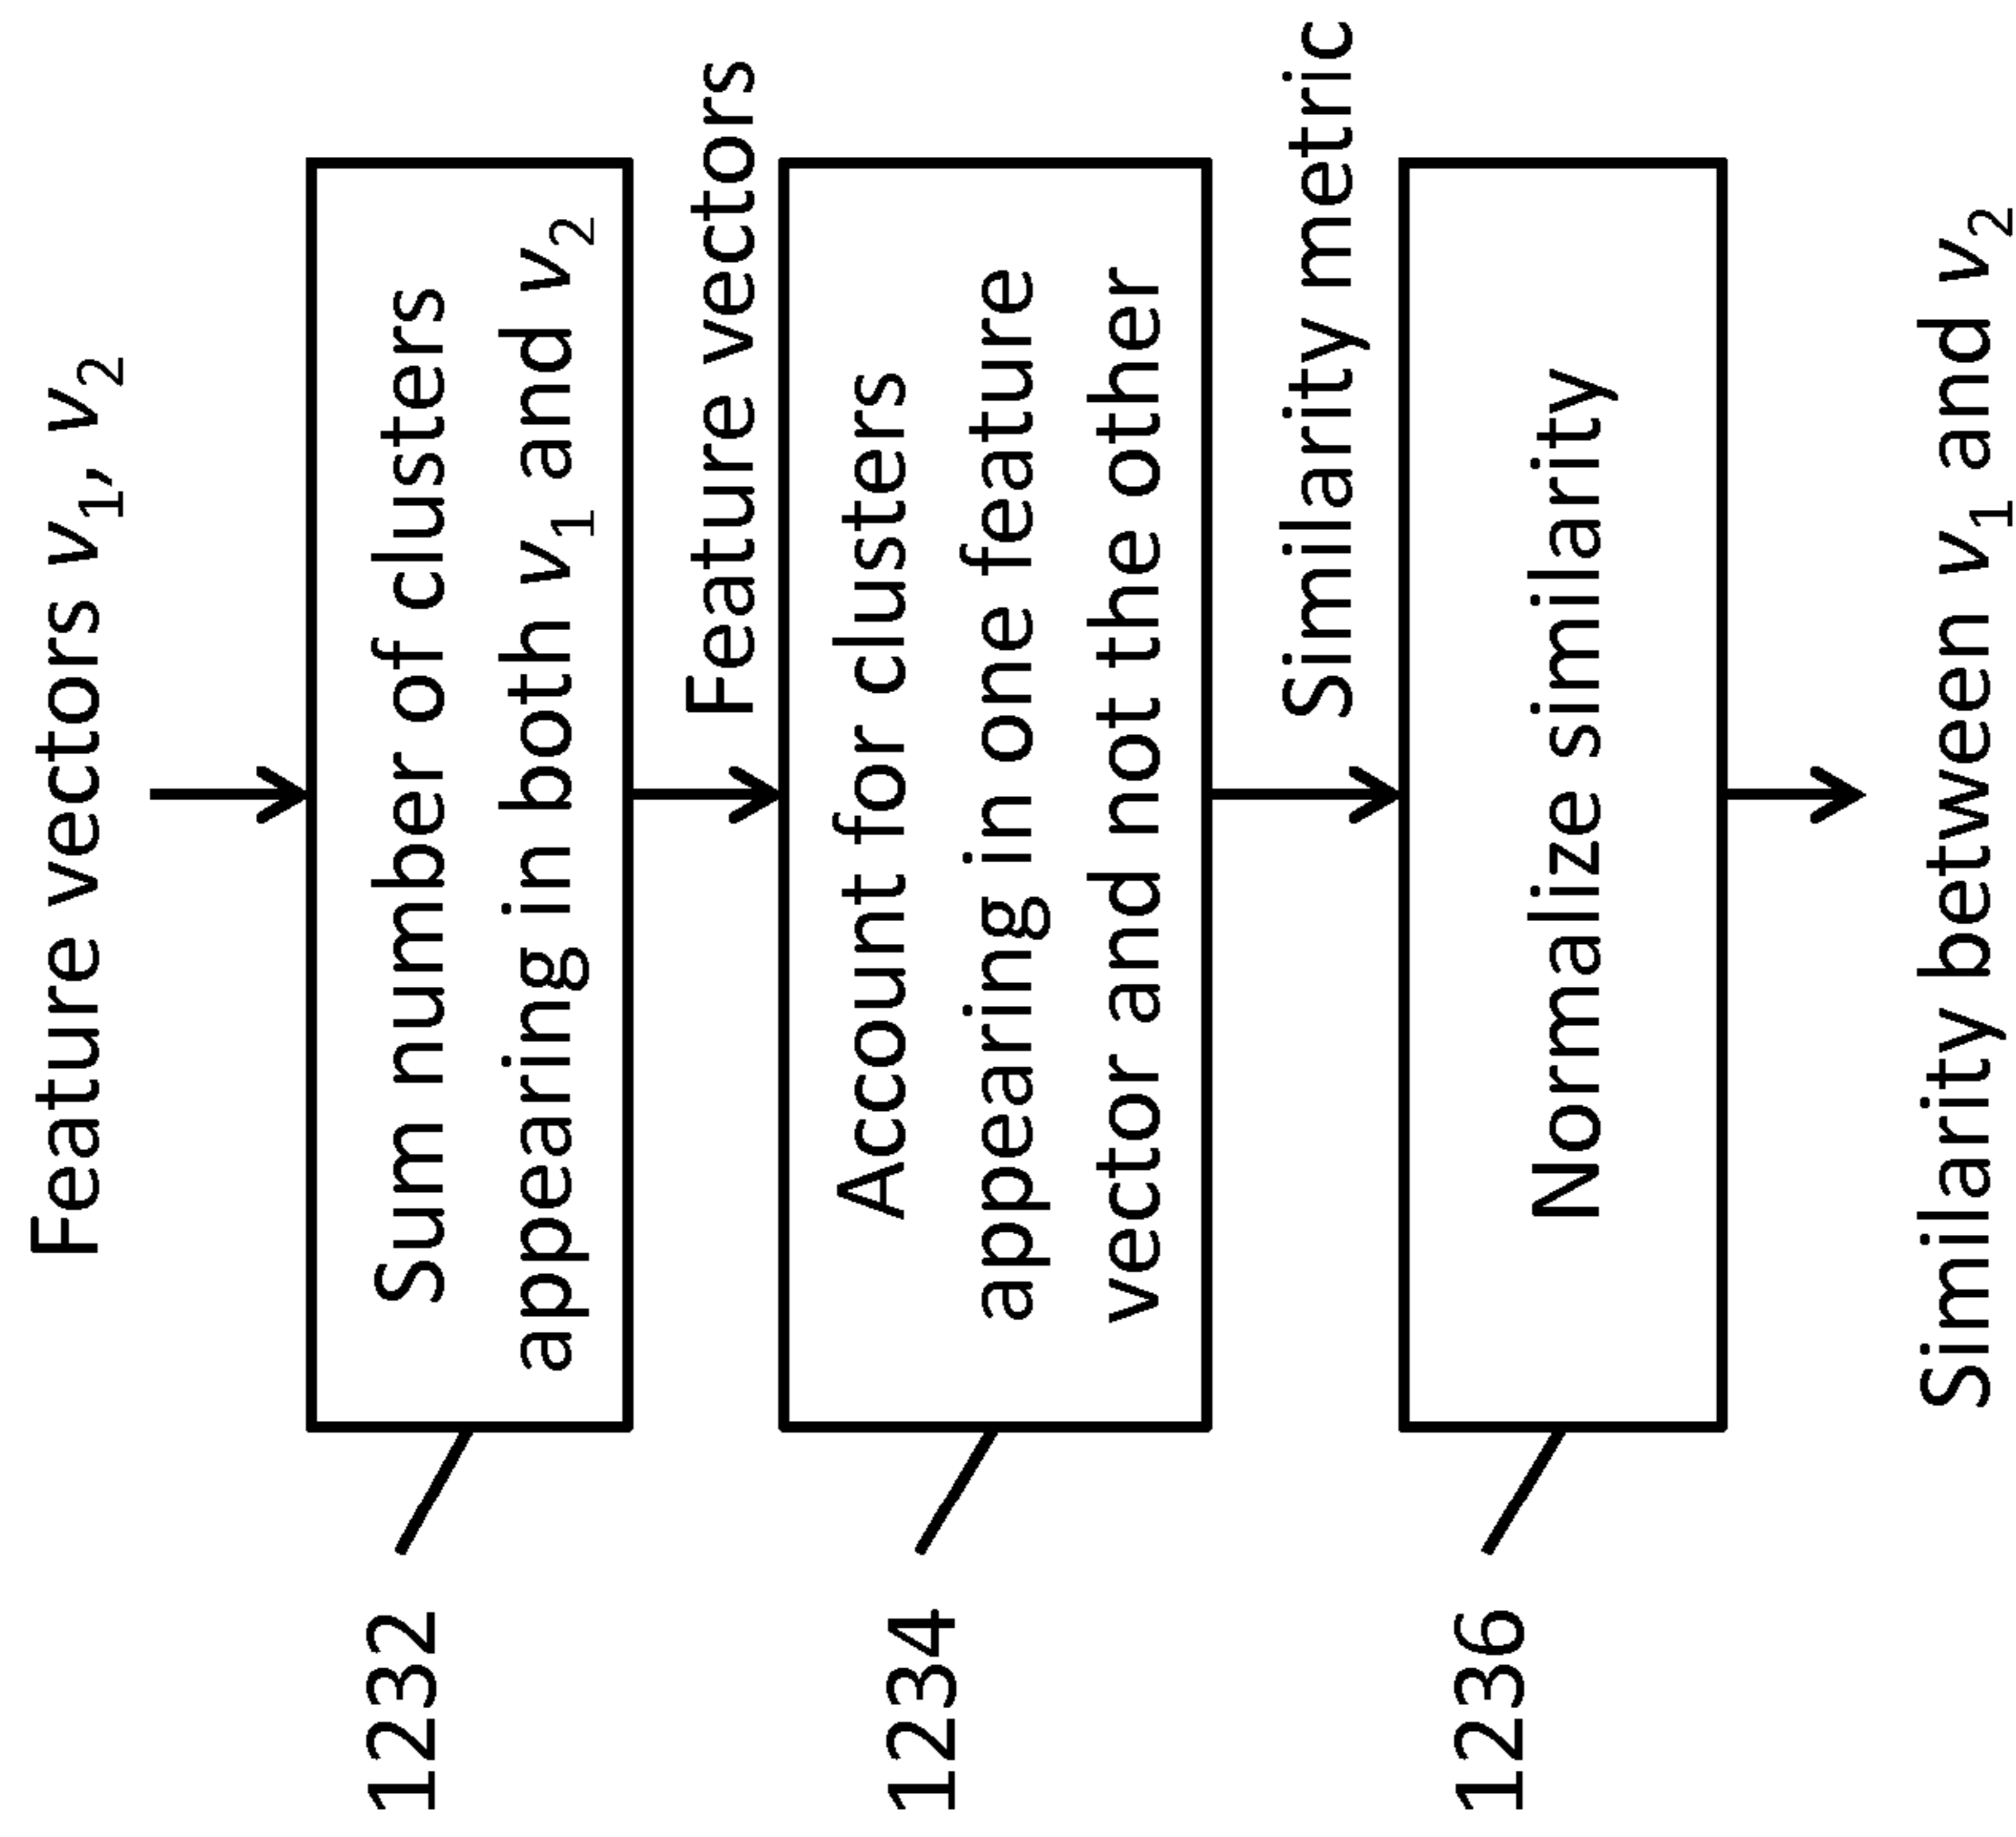 Feature vectors v₁, v₂
1232
Sum number of clusters
appearing in both v₁ and v₂
Feature vectors
1234
Account for clusters
appearing in one feature
vector and not the other
Similarity metric
1236
Normalize similarity
Similarity between v₁ and v₂